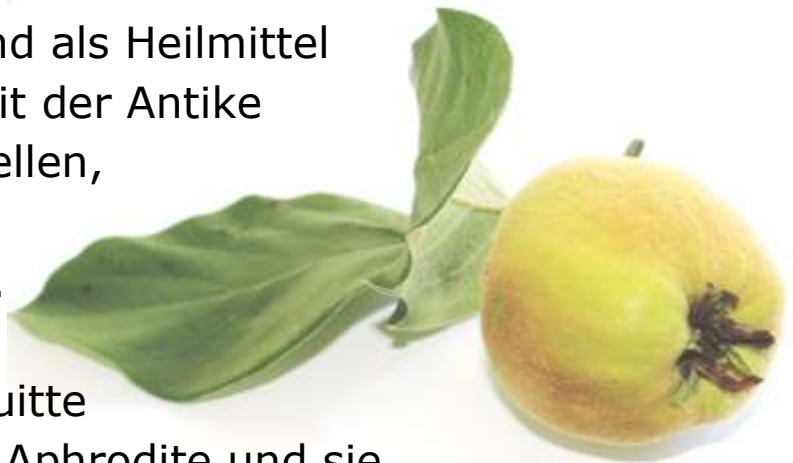 nd als Heilmittel
it der Antike
ellen,
uitte
Aphrodite und sie